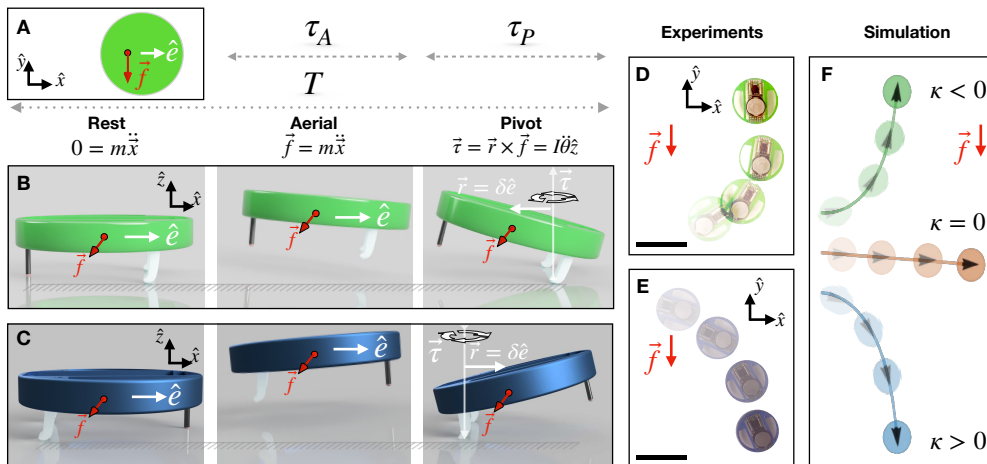 A
ŷ
x̂
ê
f⃗
τ_A
τ_P
T
Rest
0 = mẍ⃗
Aerial
f⃗ = mẍ⃗
Pivot
τ⃗ = r⃗ × f⃗ = Iθ̈ẑ
B
ẑ
x̂
ê
f⃗
ê
f⃗
r⃗ = δê
τ⃗
f⃗
C
ẑ
x̂
ê
f⃗
ê
f⃗
τ⃗
r⃗ = δê
f⃗
Experiments
D
ŷ
x̂
f⃗
E
ŷ
x̂
f⃗
Simulation
F
κ < 0
f⃗
κ = 0
κ > 0